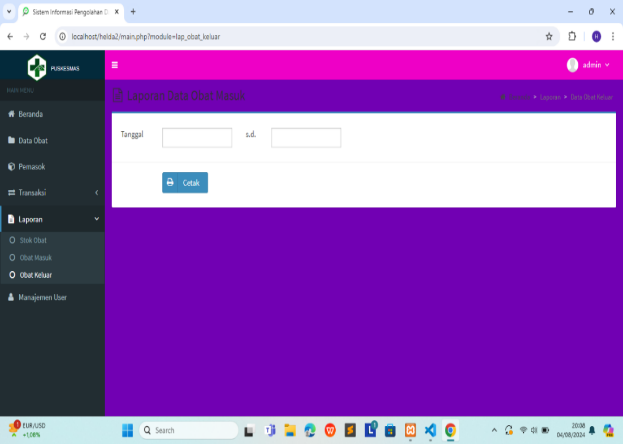 Sistem Informasi Pengolahan O
localhost/helda2/main.php?module=lap_obat_keluar
H
PUSKESMAS
admin
MAIN MENU
Laporan Data Obat Masuk
Laporan > Data Obat Keluar
Beranda
Data Obat
Pemasok
Transaksi
Laporan
Stok Obat
Obat Masuk
Obat Keluar
Manajemen User
Tanggal
s.d.
Cetak
EUR/USD
+1,08%
Search
20:08
04/08/2024